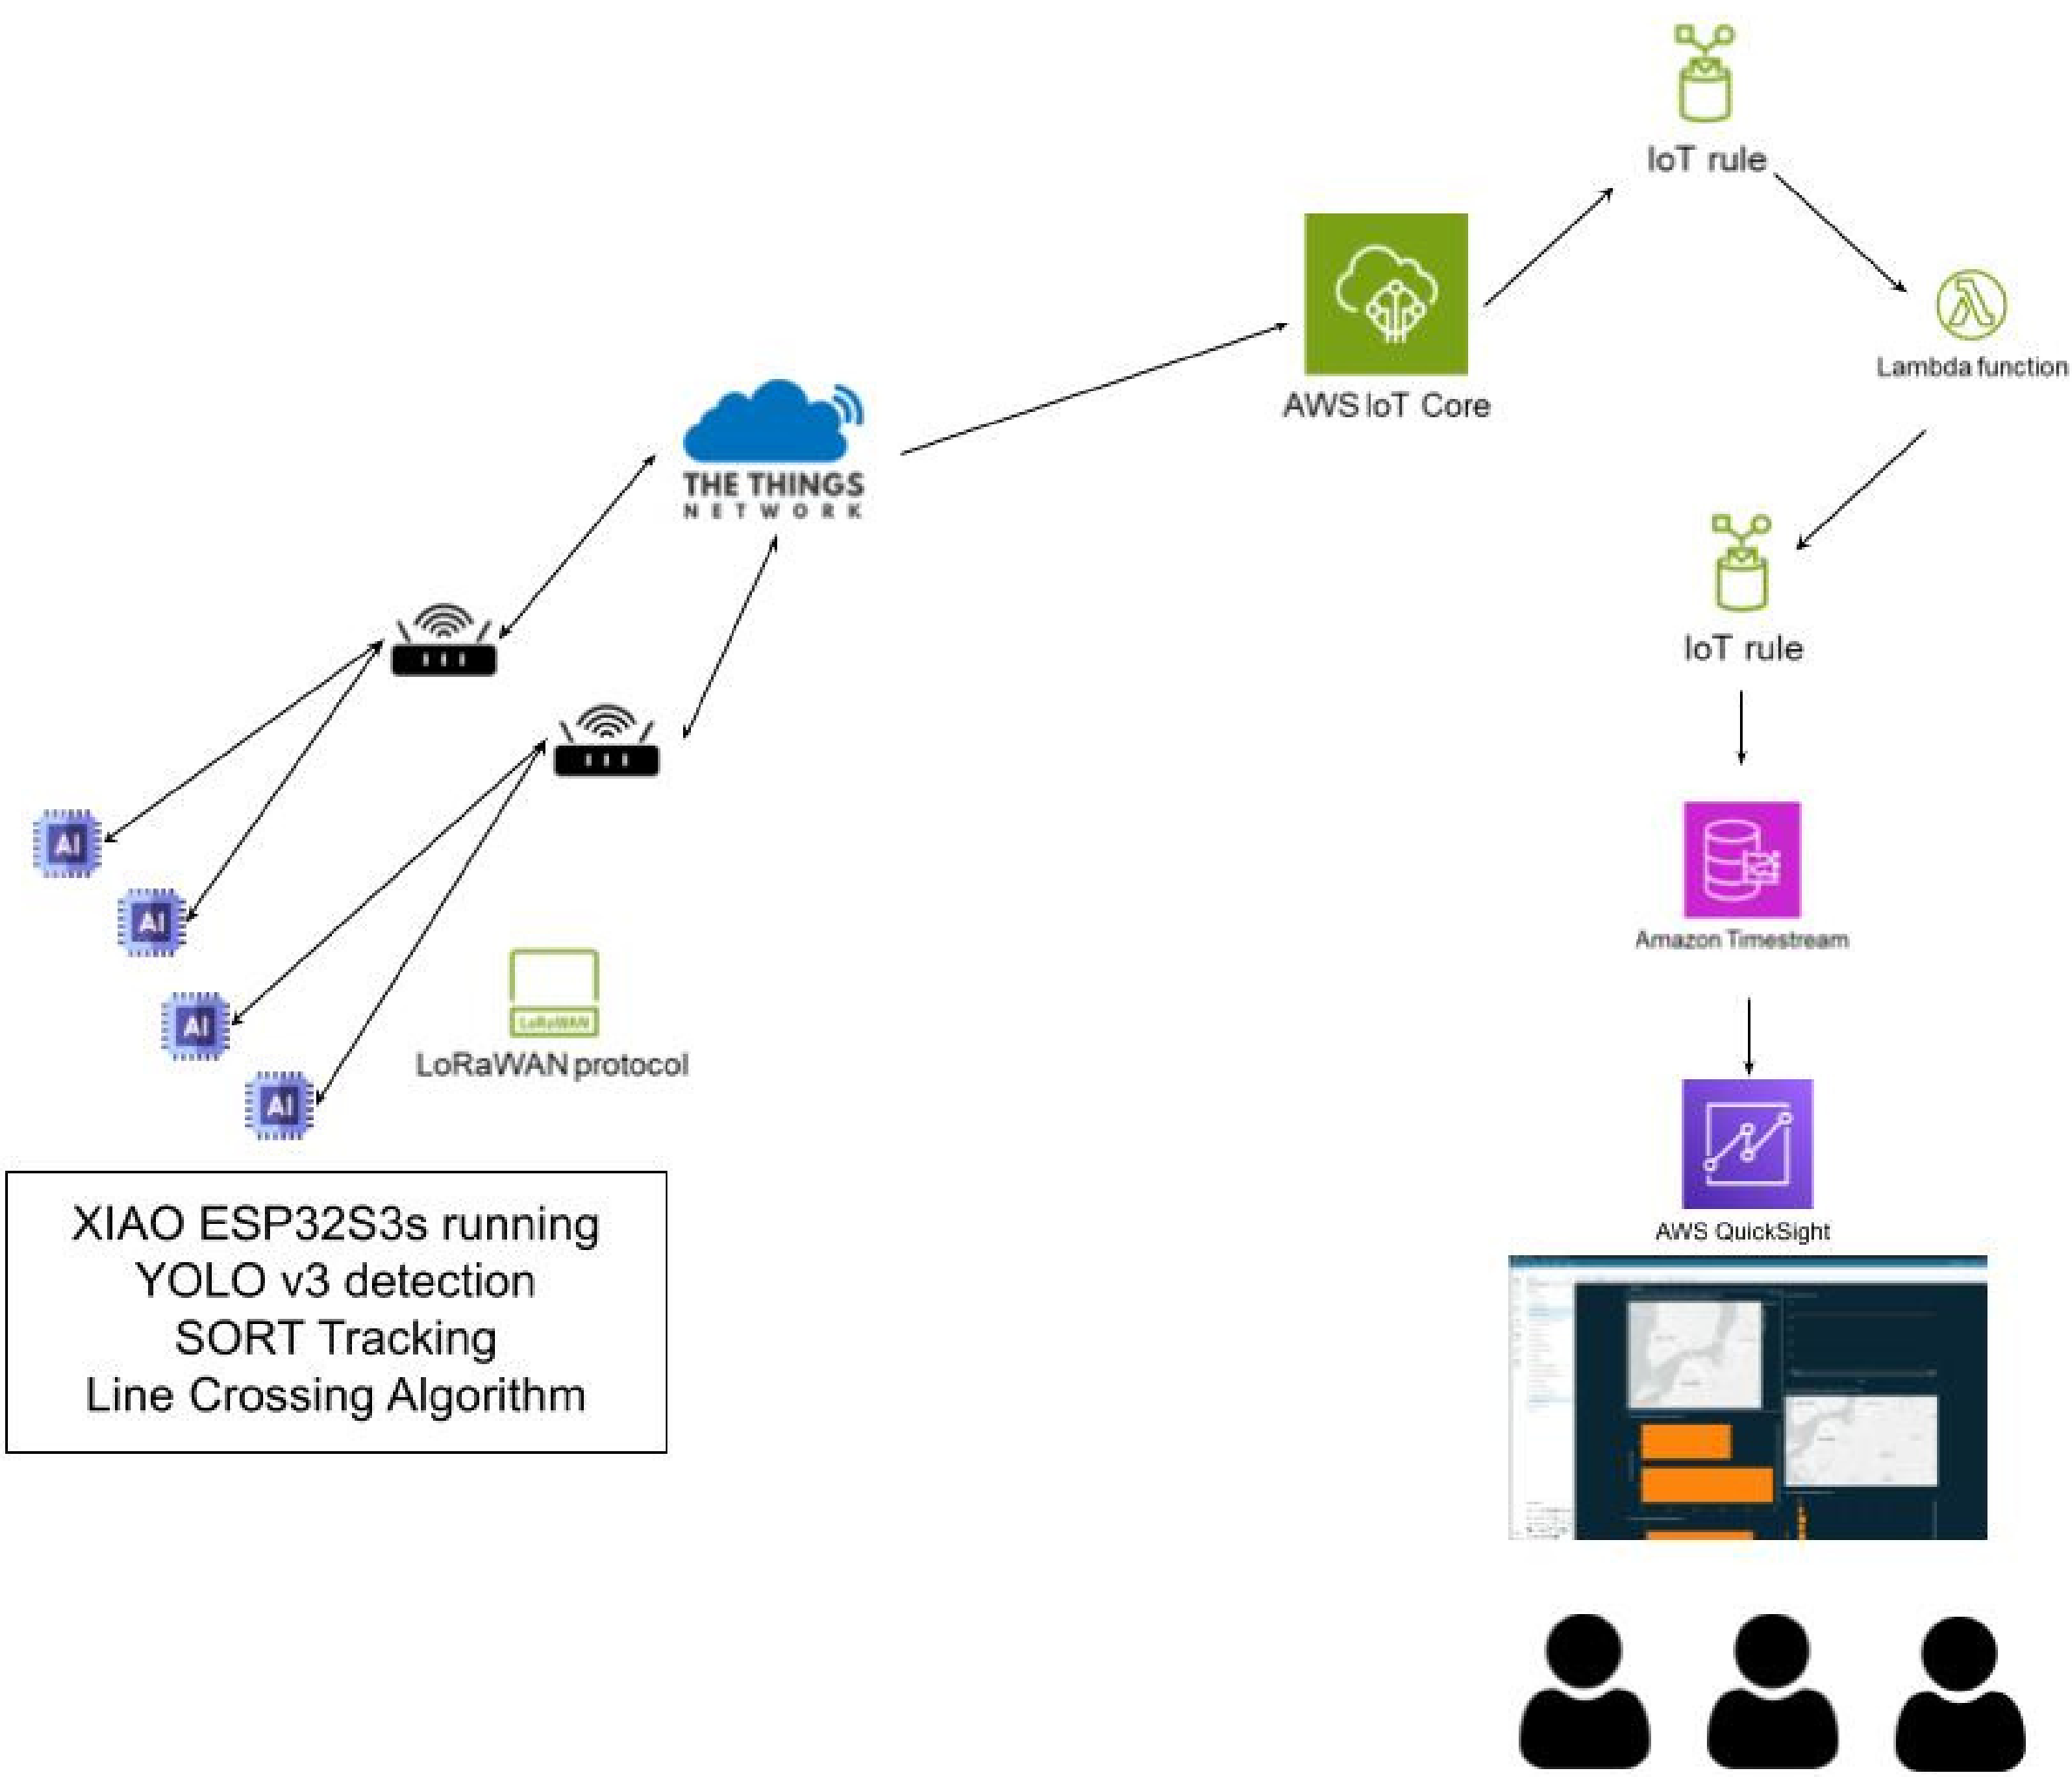 IoT rule
AWS IoT Core
Lambda function
THE THINGS
NETWORK
IoT rule
AI
AI
AI
AI
Amazon Timestream
LoRaWAN
LoRaWAN protocol
XIAO ESP32S3s running
YOLO v3 detection
SORT Tracking
Line Crossing Algorithm
AWS QuickSight